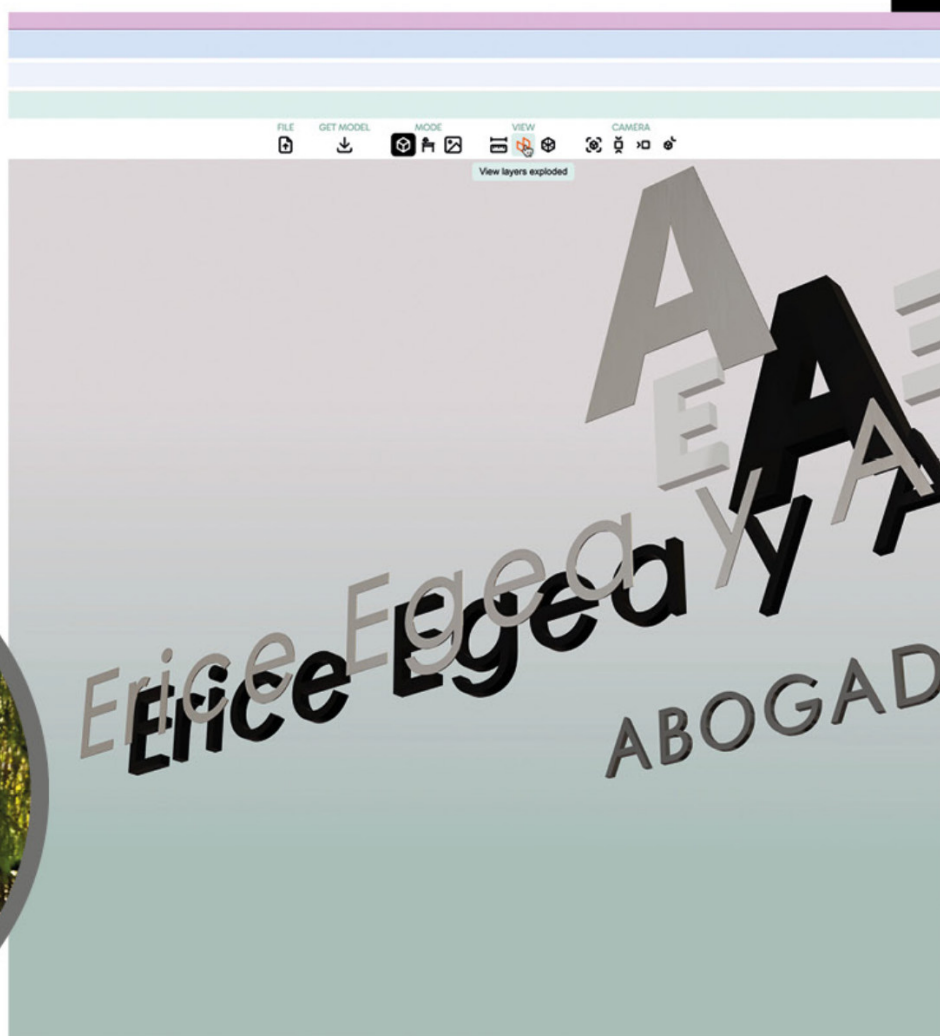 FILE GET MODEL MODE VIEW CAMERA
View layers exploded
A A
E
A
Erice Egea y
Erice Egea y
ABOGAD